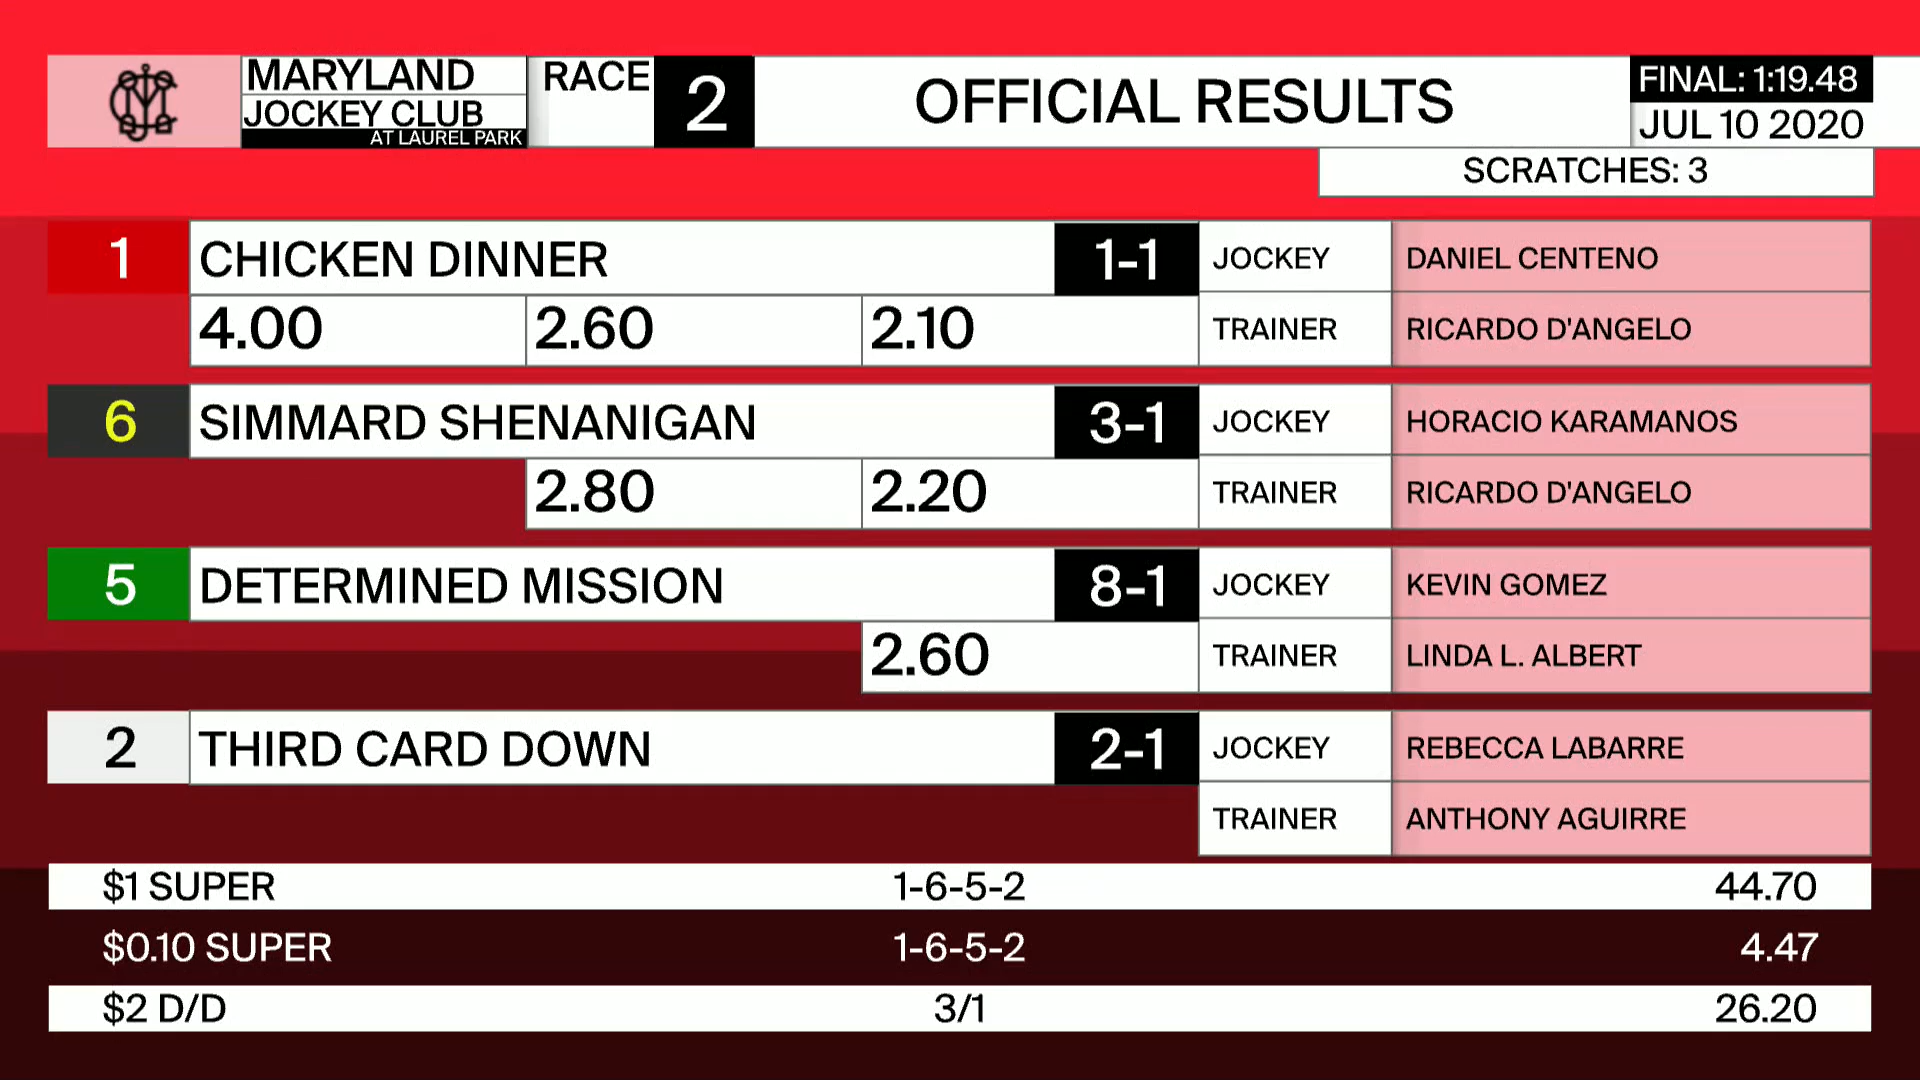 MARYLAND
JOCKEY CLUB
AT LAUREL PARK
RACE 2
OFFICIAL RESULTS
FINAL: 1:19.48
JUL 10 2020
SCRATCHES: 3
1 CHICKEN DINNER 1-1 JOCKEY DANIEL CENTENO
4.00 2.60 2.10 TRAINER RICARDO D'ANGELO
6 SIMMARD SHENANIGAN 3-1 JOCKEY HORACIO KARAMANOS
2.80 2.20 TRAINER RICARDO D'ANGELO
5 DETERMINED MISSION 8-1 JOCKEY KEVIN GOMEZ
2.60 TRAINER LINDA L. ALBERT
2 THIRD CARD DOWN 2-1 JOCKEY REBECCA LABARRE
TRAINER ANTHONY AGUIRRE
$1 SUPER 1-6-5-2 44.70
$0.10 SUPER 1-6-5-2 4.47
$2 D/D 3/1 26.20